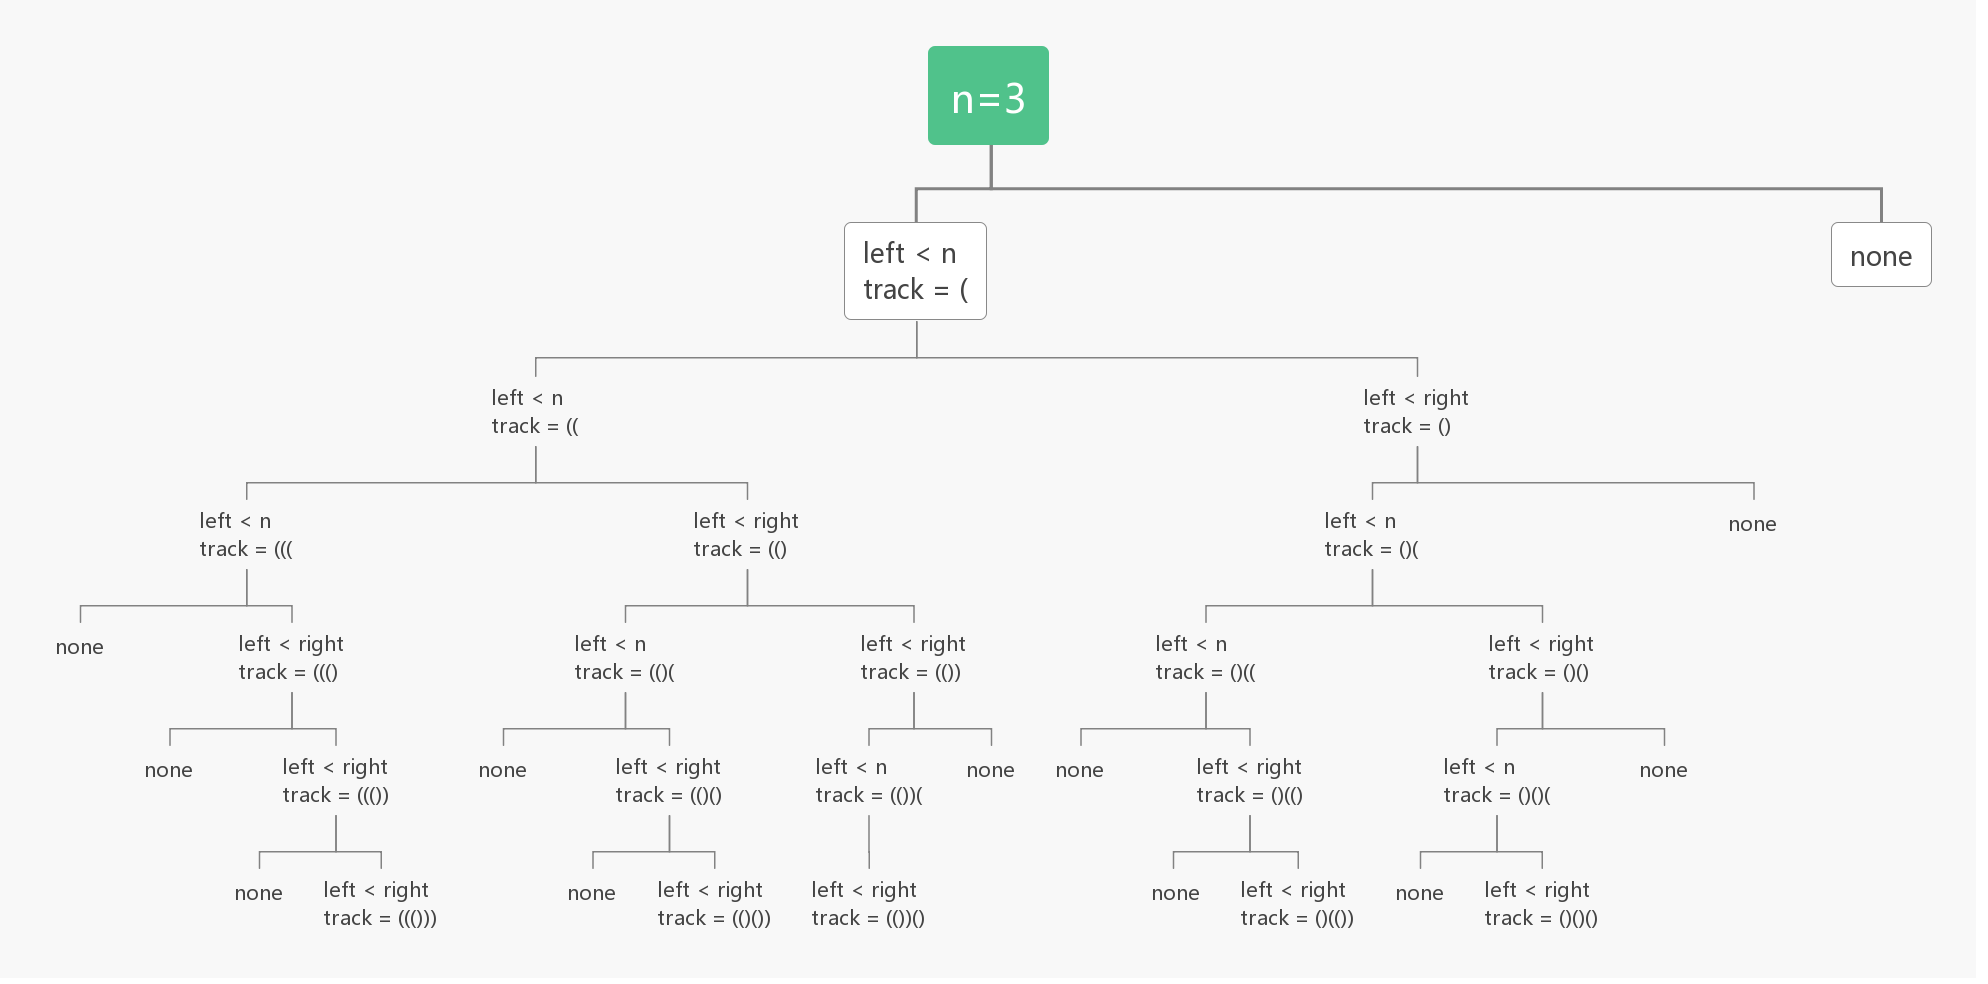 n=3
left < n
track = (
none
left < n
track = ((
left < right
track = ()
left < n
track = (((
left < right
track = (()
left < n
track = ()(
none
none
left < right
track = ((()
left < n
track = (()(
left < right
track = (())
left < n
track = ()((
left < right
track = ()()
none
left < right
track = ((())
none
left < right
track = (()()
left < n
track = (())(
none
none
left < right
track = ()(()
left < n
track = ()()(
none
none
left < right
track = ((()))
none
left < right
track = (()())
left < right
track = (())()
none
left < right
track = ()(())
none
left < right
track = ()()()